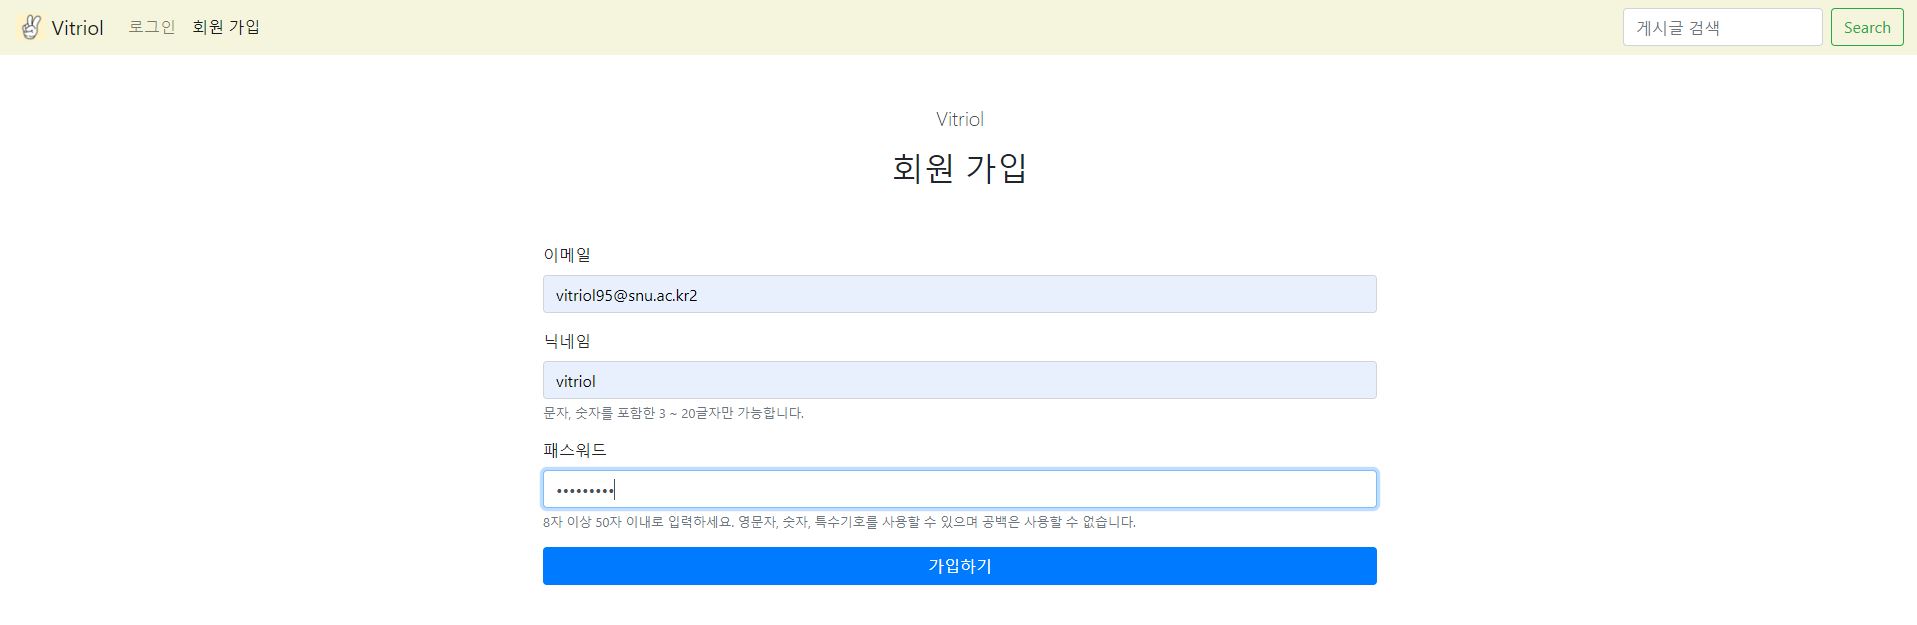 Vitriol 로그인 회원 가입 게시글 검색 Search
Vitriol
회원 가입
이메일
vitriol95@snu.ac.kr2
닉네임
vitriol
문자, 숫자를 포함한 3 ~ 20글자만 가능합니다.
패스워드
•••••••••
8자 이상 50자 이내로 입력하세요. 영문자, 숫자, 특수기호를 사용할 수 있으며 공백은 사용할 수 없습니다.
가입하기